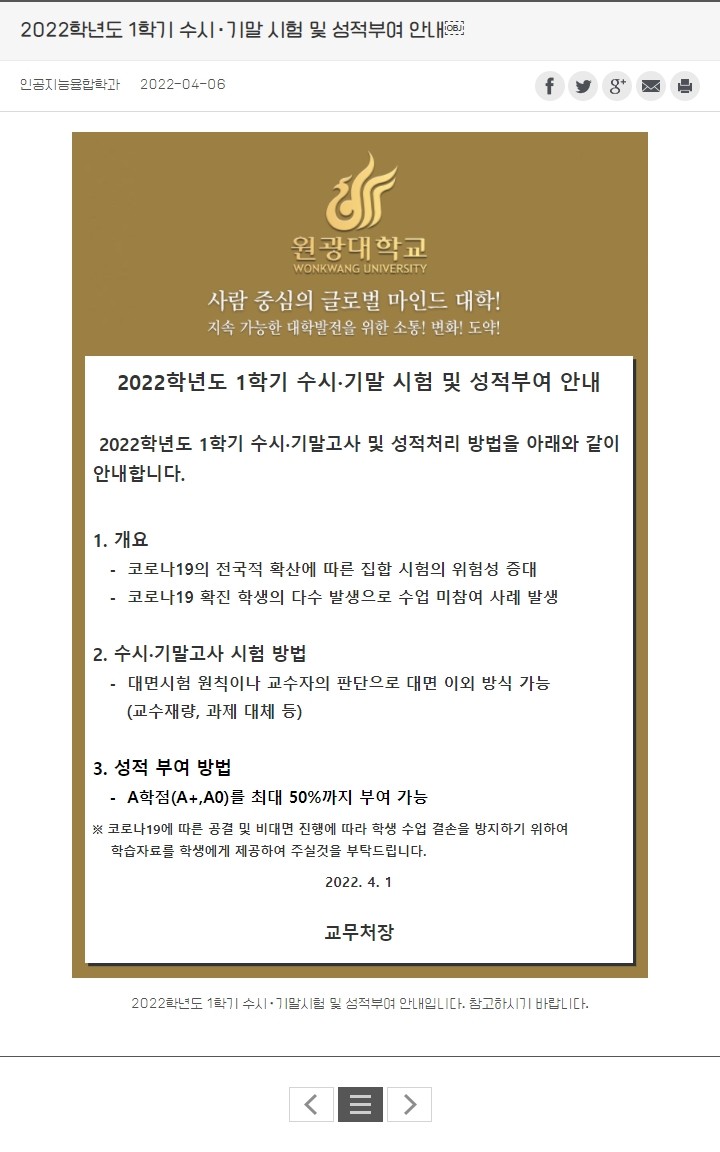 2022학년도 1학기 수시·기말 시험 및 성적부여 안내
인공지능융합학과 2022-04-06
원광대학교
WONKWANG UNIVERSITY
사람 중심의 글로벌 마인드 대학!
지속 가능한 대학발전을 위한 소통! 변화! 도약!
2022학년도 1학기 수시·기말 시험 및 성적부여 안내
2022학년도 1학기 수시·기말고사 및 성적처리 방법을 아래와 같이
안내합니다.
1. 개요
- 코로나19의 전국적 확산에 따른 집합 시험의 위험성 증대
- 코로나19 확진 학생의 다수 발생으로 수업 미참여 사례 발생
2. 수시·기말고사 시험 방법
- 대면시험 원칙이나 교수자의 판단으로 대면 이외 방식 가능
(교수재량, 과제 대체 등)
3. 성적 부여 방법
- A학점(A+,A0)를 최대 50%까지 부여 가능
※ 코로나19에 따른 공결 및 비대면 진행에 따라 학생 수업 결손을 방지하기 위하여
학습자료를 학생에게 제공하여 주실것을 부탁드립니다.
2022. 4. 1
교무처장
2022학년도 1학기 수시·기말시험 및 성적부여 안내입니다. 참고하시기 바랍니다.